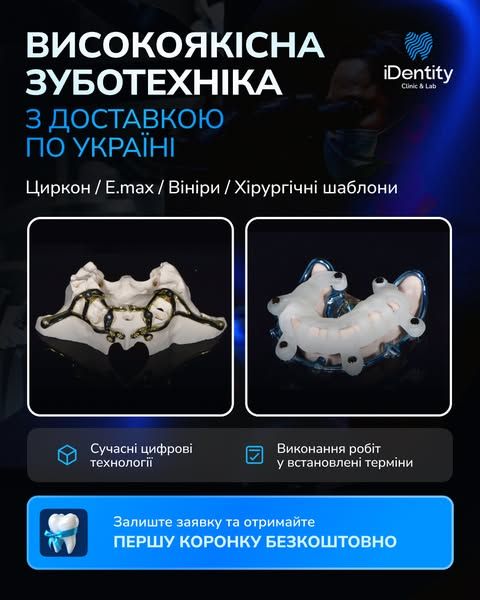 ВИСОКОЯКІСНА
ЗУБОТЕХНІКА
З ДОСТАВКОЮ
ПО УКРАЇНІ
iDentity
Clinic & Lab
Циркон / E.max / Вініри / Хірургічні шаблони
Сучасні цифрові
технології
Виконання робіт
у встановлені терміни
Залиште заявку та отримайте
ПЕРШУ КОРОНКУ БЕЗКОШТОВНО